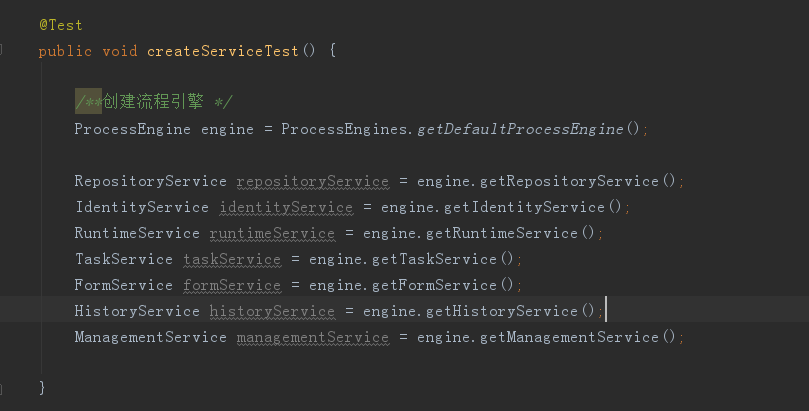 @Test
public void createServiceTest() {
/**创建流程引擎 */
ProcessEngine engine = ProcessEngines.getDefaultProcessEngine();
RepositoryService repositoryService = engine.getRepositoryService();
IdentityService identityService = engine.getIdentityService();
RuntimeService runtimeService = engine.getRuntimeService();
TaskService taskService = engine.getTaskService();
FormService formService = engine.getFormService();
HistoryService historyService = engine.getHistoryService();
ManagementService managementService = engine.getManagementService();
}